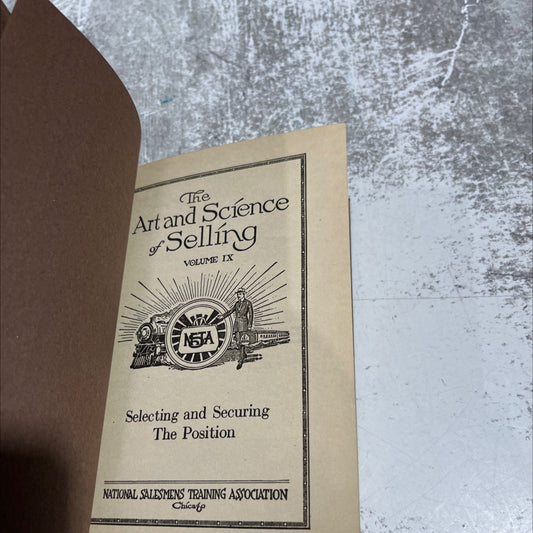 The
Art and Science
of Selling
VOLUME IX
NSTA
Selecting and Securing
The Position
NATIONAL SALESMENS TRAINING ASSOCIATION
Chicago